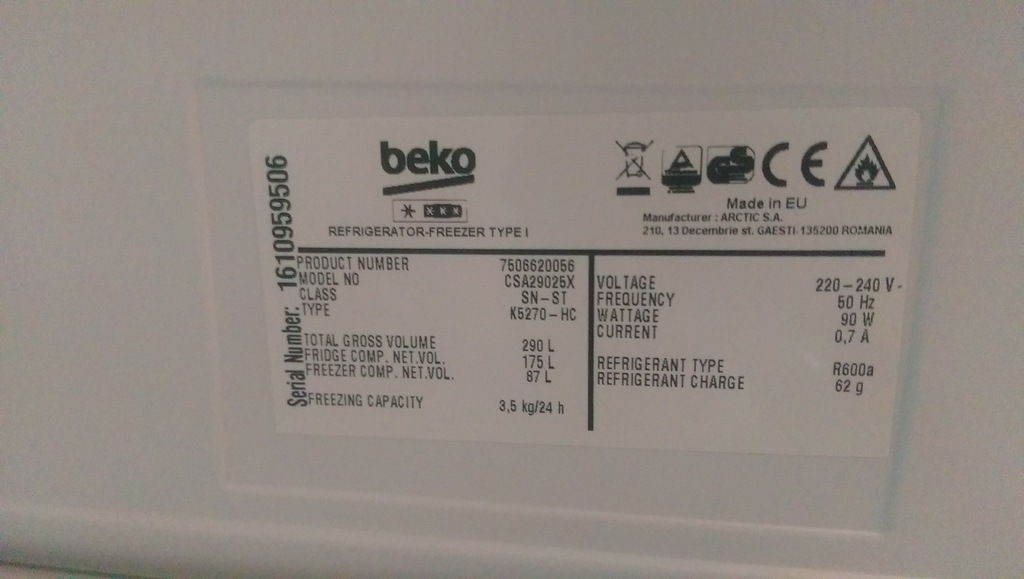 beko
REFRIGERATOR-FREEZER TYPE I
CE
Made in EU
Manufacturer : ARCTIC S.A.
210, 13 Decembrie st. GAESTI-135200 ROMANIA
Serial Number. 1610959506
PRODUCT NUMBER 7506620056
MODEL NO CSA29025X
CLASS SN-ST
TYPE K5270-HC
TOTAL GROSS VOLUME 290 L
FRIDGE COMP. NET.VOL. 175 L
FREEZER COMP. NET.VOL. 87 L
FREEZING CAPACITY 3,5 kg/24 h
VOLTAGE 220-240 V-
FREQUENCY 50 Hz
WATTAGE 90 W
CURRENT 0,7 A
REFRIGERANT TYPE R600a
REFRIGERANT CHARGE 62 g